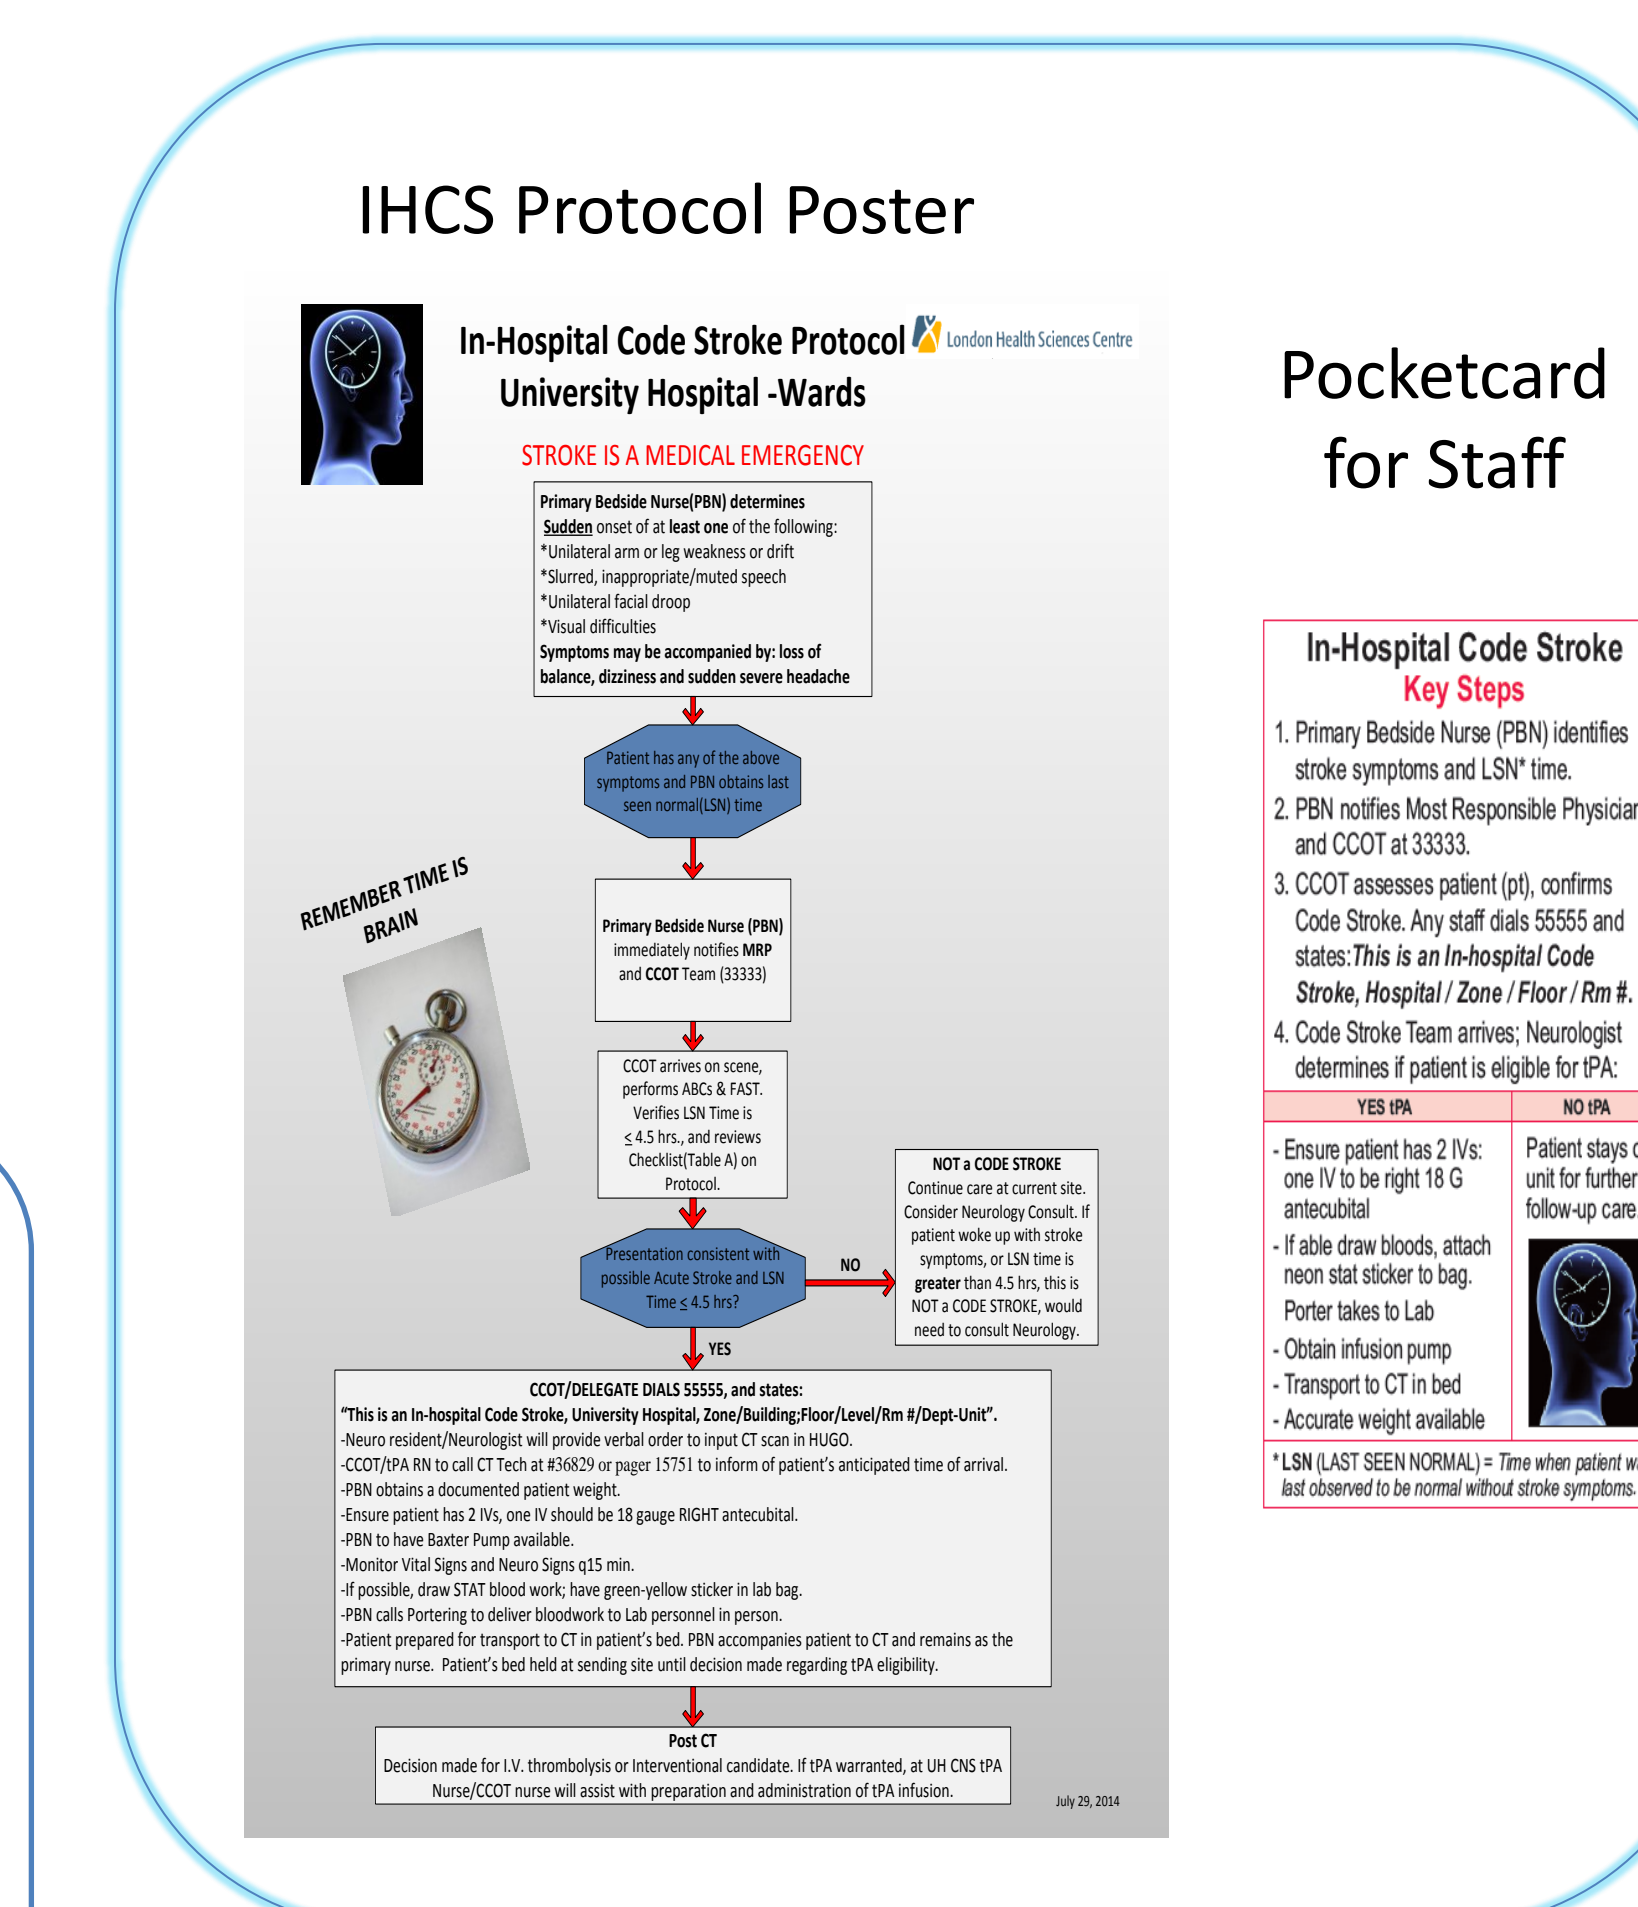 IHCS Protocol Poster
In-Hospital Code Stroke Protocol
London Health Sciences Centre
University Hospital -Wards
STROKE IS A MEDICAL EMERGENCY
Primary Bedside Nurse(PBN) determines
Sudden onset of at least one of the following:
*Unilateral arm or leg weakness or drift
*Slurred, inappropriate/muted speech
*Unilateral facial droop
*Visual difficulties
Symptoms may be accompanied by: loss of
balance, dizziness and sudden severe headache
Patient has any of the above
symptoms and PBN obtains last
seen normal(LSN) time
REMEMBER TIME IS
BRAIN
Primary Bedside Nurse (PBN)
immediately notifies MRP
and CCOT Team (33333)
CCOT arrives on scene,
performs ABCs & FAST.
Verifies LSN Time is
≤ 4.5 hrs., and reviews
Checklist(Table A) on
Protocol.
Presentation consistent with
possible Acute Stroke and LSN
Time ≤ 4.5 hrs?
NO
NOT a CODE STROKE
Continue care at current site.
Consider Neurology Consult. If
patient woke up with stroke
symptoms, or LSN time is
greater than 4.5 hrs, this is
NOT a CODE STROKE, would
need to consult Neurology.
YES
CCOT/DELEGATE DIALS 55555, and states:
“This is an In-hospital Code Stroke, University Hospital, Zone/Building;Floor/Level/Rm #/Dept-Unit”.
-Neuro resident/Neurologist will provide verbal order to input CT scan in HUGO.
-CCOT/tPA RN to call CT Tech at #36829 or pager 15751 to inform of patient’s anticipated time of arrival.
-PBN obtains a documented patient weight.
-Ensure patient has 2 IVs, one IV should be 18 gauge RIGHT antecubital.
-PBN to have Baxter Pump available.
-Monitor Vital Signs and Neuro Signs q15 min.
-If possible, draw STAT blood work; have green-yellow sticker in lab bag.
-PBN calls Portering to deliver bloodwork to Lab personnel in person.
-Patient prepared for transport to CT in patient’s bed. PBN accompanies patient to CT and remains as the
primary nurse. Patient’s bed held at sending site until decision made regarding tPA eligibility.
Post CT
Decision made for I.V. thrombolysis or Interventional candidate. If tPA warranted, at UH CNS tPA
Nurse/CCOT nurse will assist with preparation and administration of tPA infusion.
July 29, 2014
Pocketcard
for Staff
In-Hospital Code Stroke
Key Steps
1. Primary Bedside Nurse (PBN) identifies
stroke symptoms and LSN* time.
2. PBN notifies Most Responsible Physician
and CCOT at 33333.
3. CCOT assesses patient (pt), confirms
Code Stroke. Any staff dials 55555 and
states:This is an In-hospital Code
Stroke, Hospital / Zone / Floor / Rm #.
4. Code Stroke Team arrives; Neurologist
determines if patient is eligible for tPA:
YES tPA
- Ensure patient has 2 IVs:
one IV to be right 18 G
antecubital
- If able draw bloods, attach
neon stat sticker to bag.
Porter takes to Lab
- Obtain infusion pump
- Transport to CT in bed
- Accurate weight available
NO tPA
Patient stays
unit for further
follow-up care
* LSN (LAST SEEN NORMAL) = Time when patient
last observed to be normal without stroke symptoms.